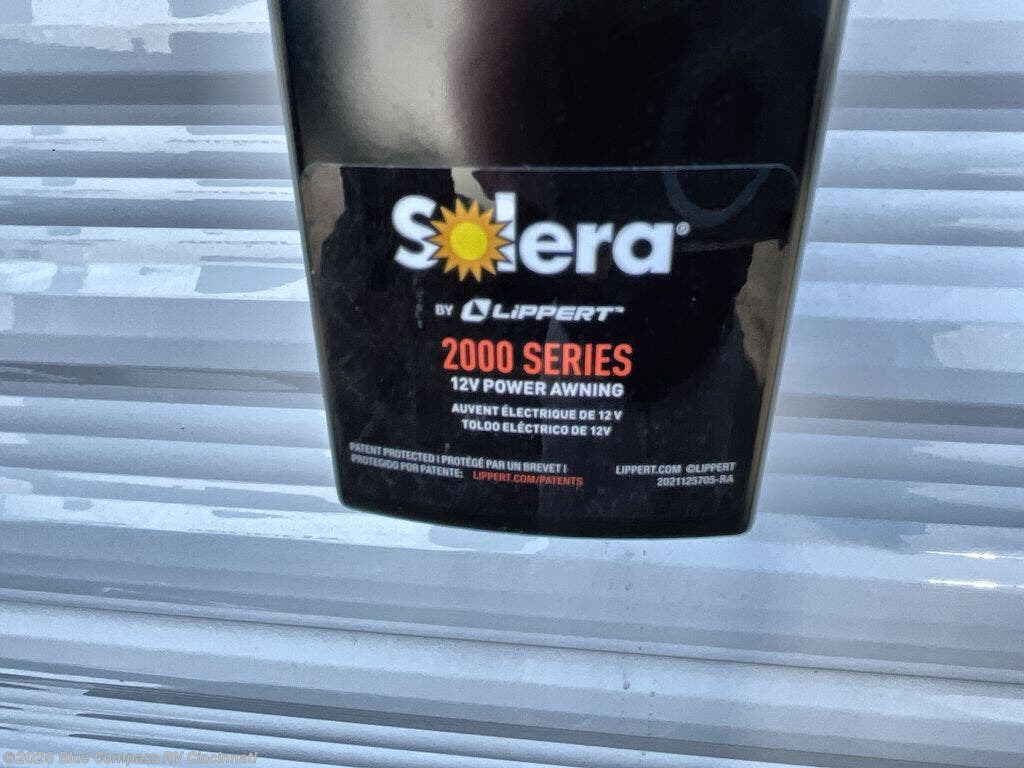 Solera®
BY LIPPERT™
2000 SERIES
12V POWER AWNING
AUVENT ÉLECTRIQUE DE 12 V
TOLDO ELÉCTRICO DE 12V
PATENT PROTECTED | PROTÉGÉ PAR UN BREVET |
PROTEGIDO POR PATENTE: LIPPERT.COM/PATENTS
LIPPERT.COM ©LIPPERT
2021125705-RA
©2026 Blue Compass RV Cincinnati